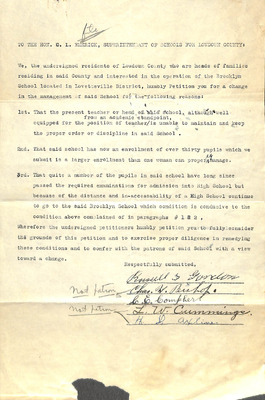 TO THE HON. O. L. EMERICK, SUPERINTENDANT OF SCHOOLS FOR LOUDOUN COUNTY:
We, the undersigned residents of Loudoun County who are heads of families
residing in said County and interested in the operation of the Brooklyn
School located in Lovettsville District, humbly Petition you for a change
in the management of said School for the following reasons:
1st. That the present teacher or head of said school, altho well
from an academic standpoint,
equipped for the position of teacher is unable to maintain and keep
the proper order or discipline in said School.
2nd. That said school has now an enrollment of over thirty pupils which we
submit is a larger enrollment than one woman can properly manage.
3rd. That quite a number of the pupils in said school have long since
passed the required examinations for admission into High School but
because of the distance and in-accessability of a High School continue
to go to the said Brooklyn School which condition is conducive to the
condition above complained of in paragraphs # 1 & 2.
Wherefore the undersigned petitioners humbly petition you to fully consider
the grounds of this petition and to exercise proper diligence in remedying
these conditions and to confer with the patrons of said School with a view
toward a change.
Respectfully submitted,
Not patron
Chas. Bishop.
C. C. Compher
Not patron
L. W. Cummings